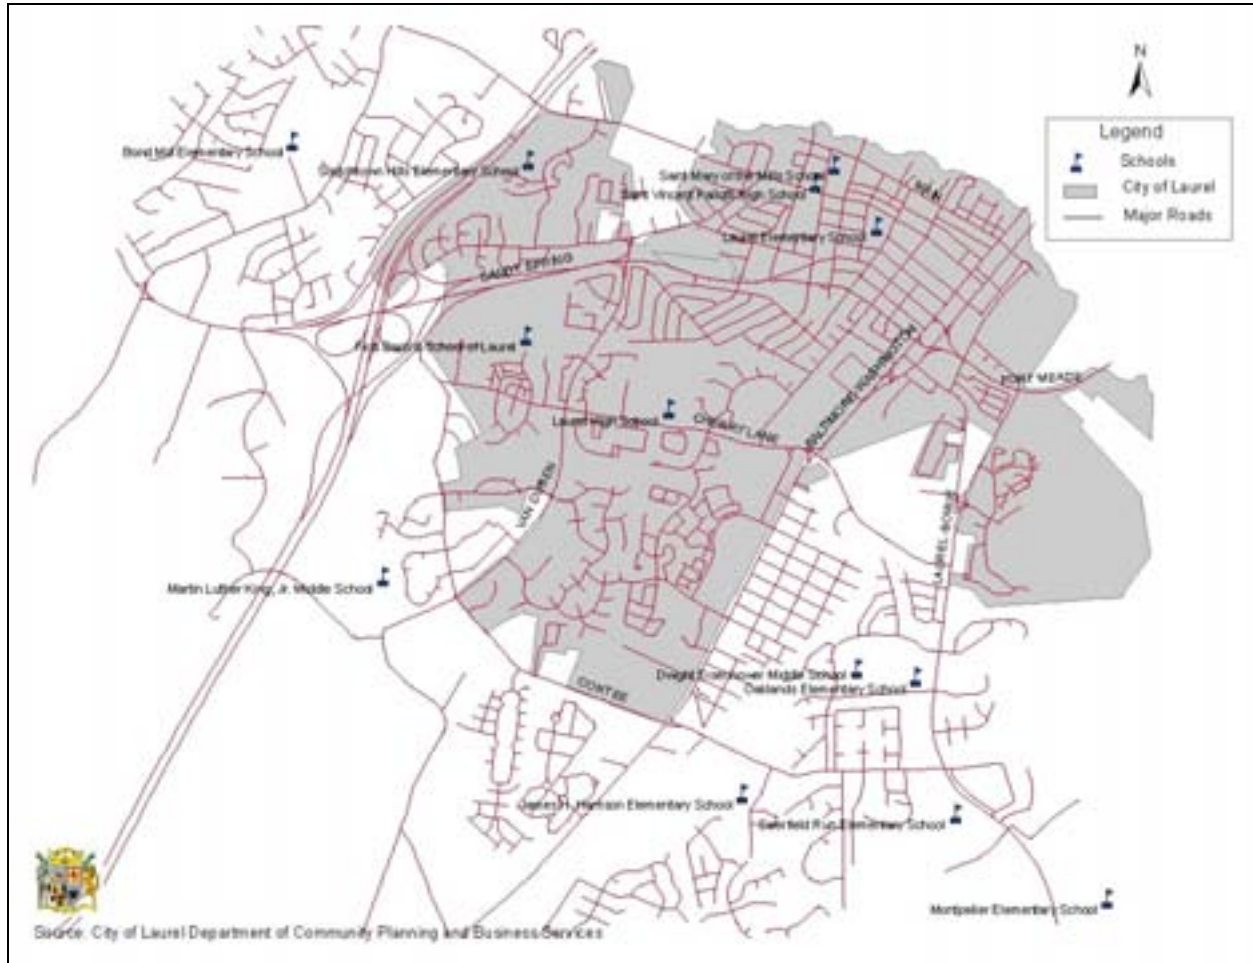 N
Legend
Schools
City of Laurel
Major Roads
Bond Mill Elementary School
Hills Elementary School
Saint Mary of the Mills School
Saint Vincent Pallotti High School
Laurel Elementary School
SANDY SPRING
First Baptist School of Laurel
BALTIMORE WASHINGTON
FORT MEADE
Laurel High School
CHERRY LANE
VAN DUSEN
LAUREL BOWIE
Martin Luther King, Jr. Middle School
Dwight Eisenhower Middle School
Oaklands Elementary School
CONTEE
James H. Harrison Elementary School
Deerfield Run Elementary School
Montpelier Elementary School
Source: City of Laurel Department of Community Planning and Business Services